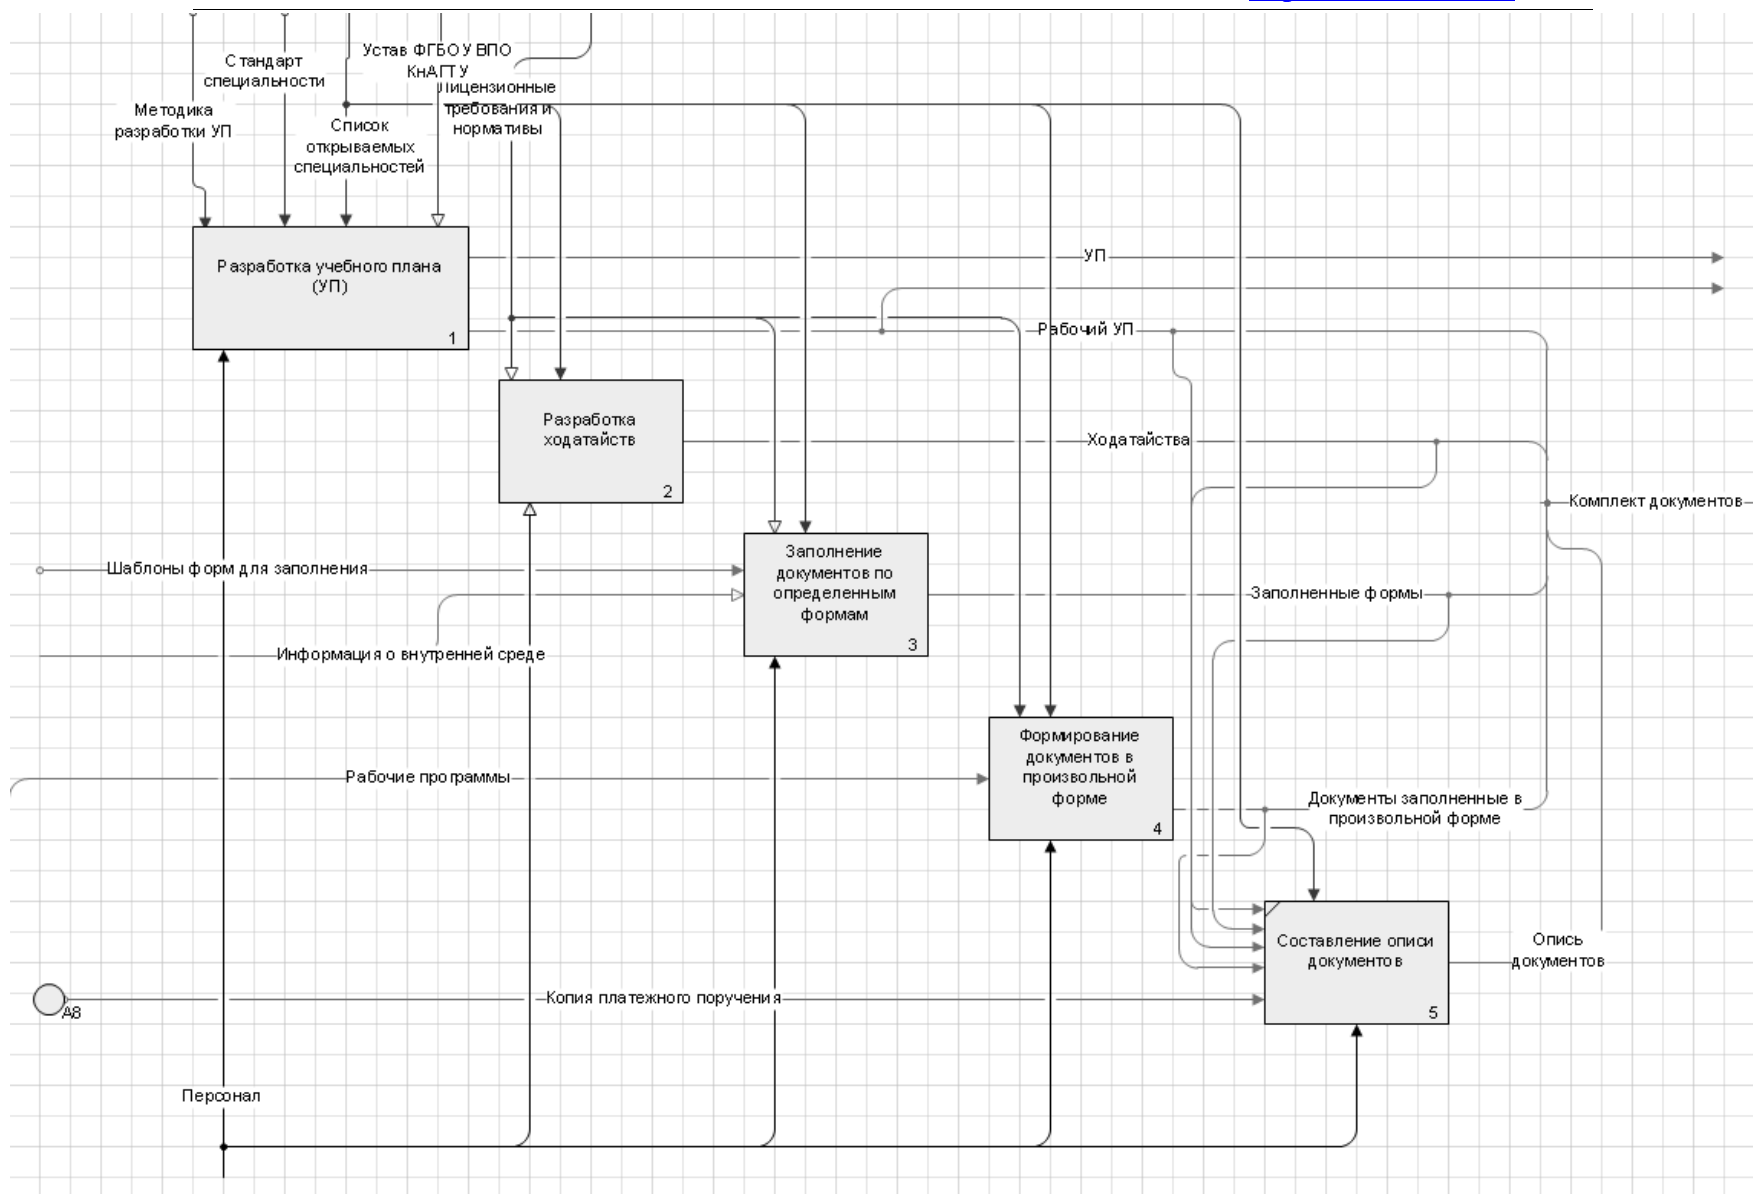 Устав ФГБОУ ВПО
КнАГТУ
Стандарт
специальности
Лицензионные
требования и
нормативы
Методика
разработки УП
Список
открываемых
специальностей
УП
Разработка учебного плана
(УП)
1
Рабочий УП
Разработка
ходатайств
2
Ходатайства
Комплект документов
Шаблоны форм для заполнения
Заполнение
документов по
определенным
формам
3
Заполненные формы
Информация о внутренней среде
Рабочие программы
Формирование
документов в
произвольной
форме
4
Документы заполненные в
произвольной форме
Составление описи
документов
5
Опись
документов
Копия платежного поручения
А8
Персонал